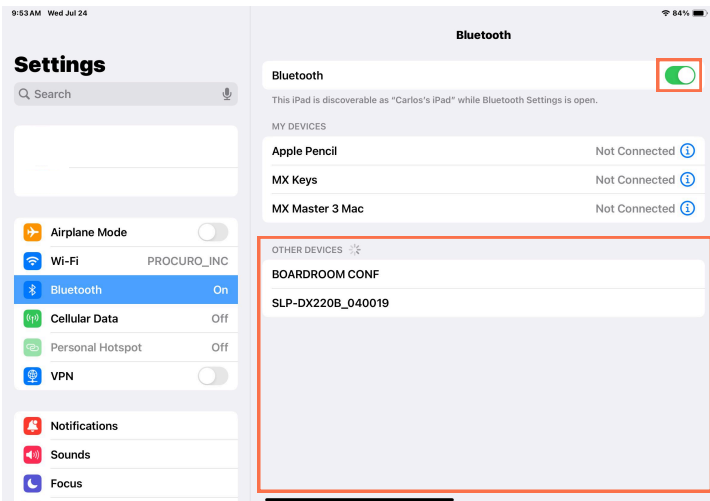 9:53 AM Wed Jul 24
84%
Settings
Search
Airplane Mode
Wi-Fi PROCURO_INC
Bluetooth On
Cellular Data Off
Personal Hotspot Off
VPN
Notifications
Sounds
Focus
Bluetooth
Bluetooth
This iPad is discoverable as “Carlos’s iPad” while Bluetooth Settings is open.
MY DEVICES
Apple Pencil Not Connected
MX Keys Not Connected
MX Master 3 Mac Not Connected
OTHER DEVICES
BOARDROOM CONF
SLP-DX220B_040019